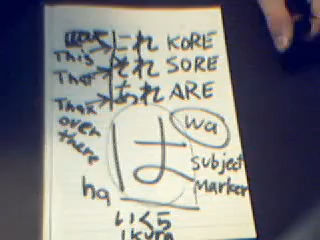 これ KORE
This それ SORE
That あれ ARE
That
over
there
wa
は
subject
marker
ha
いくら
ikura